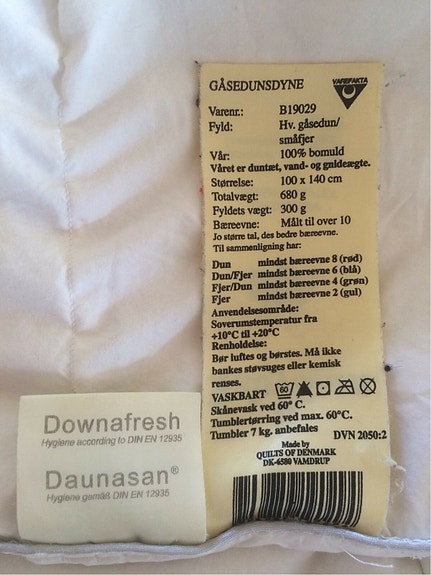 GÅSEDUNSDYNE
VAREFAKTA
Varenr.: B19029
Fyld: Hv. gåsedun/
småfjer
Vår: 100% bomuld
Våret er duntæt, vand- og gnideægte.
Størrelse: 100 x 140 cm
Totalvægt: 680 g
Fyldets vægt: 300 g
Bæreevne: Målt til over 10
Jo større tal, des bedre bæreevne.
Til sammenligning har:
Dun mindst bæreevne 8 (rød)
Dun/Fjer mindst bæreevne 6 (blå)
Fjer/Dun mindst bæreevne 4 (grøn)
Fjer mindst bæreevne 2 (gul)
Anvendelsesområde:
Soverumstemperatur fra
+10°C til +20°C
Renholdelse:
Bør luftes og børstes. Må ikke
bankes støvsuges eller kemisk
renses.
VASKBART 60
Skånevask ved 60° C.
Tumblertørring ved max. 60°C.
Tumbler 7 kg. anbefales DVN 2050:2
Made by
QUILTS OF DENMARK
DK-6580 VAMDRUP
Downafresh
Hygiene according to DIN EN 12935
Daunasan®
Hygiene gemäß DIN EN 12935